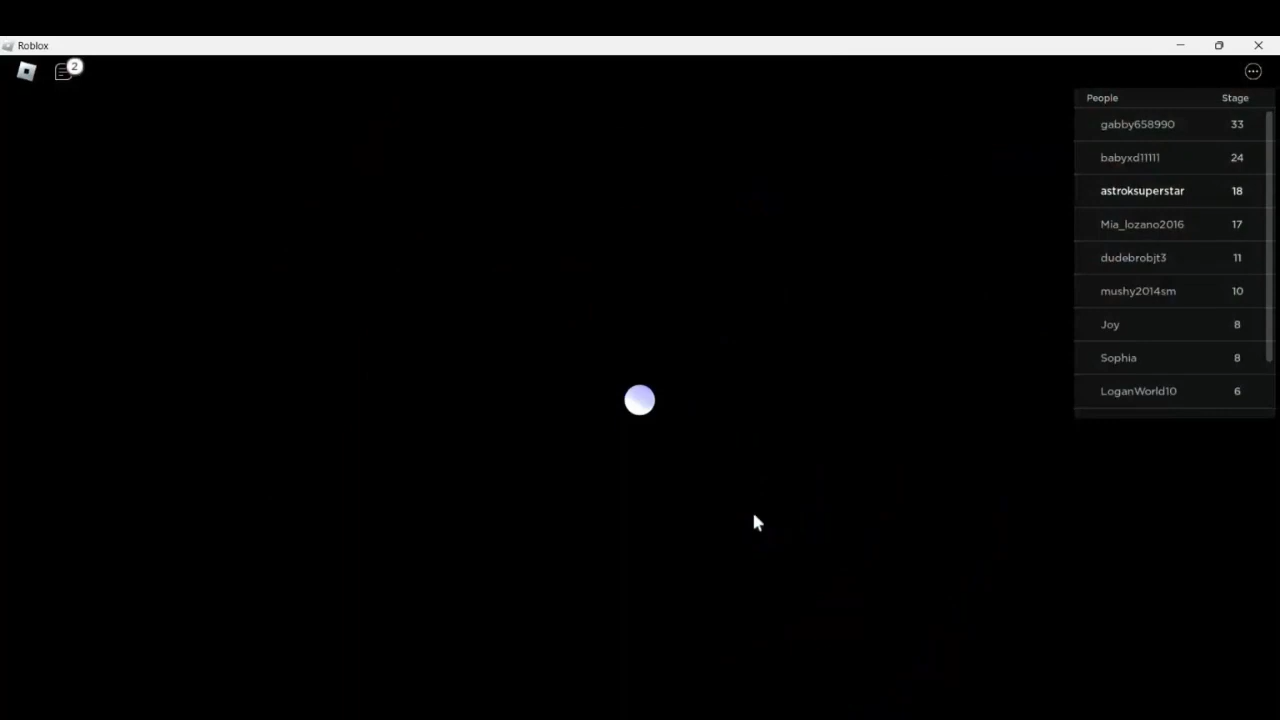 Roblox
2
People Stage
gabby658990 33
babyxd11111 24
astroksuperstar 18
Mia_lozano2016 17
dudebrobjt3 11
mushy2014sm 10
Joy 8
Sophia 8
LoganWorld10 6